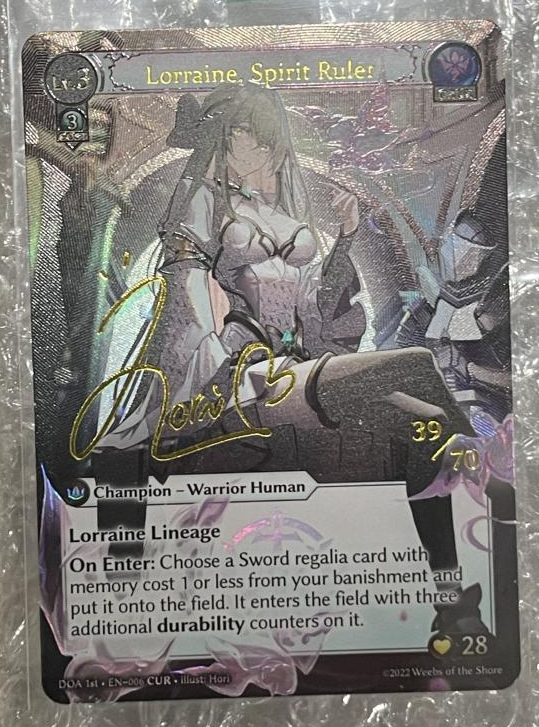 Lv.3
Lorraine, Spirit Ruler
3
Champion – Warrior Human
39/70
Lorraine Lineage
On Enter: Choose a Sword regalia card with
memory cost 1 or less from your banishment and
put it onto the field. It enters the field with three
additional durability counters on it.
28
DOA 1st • EN-006 CUR • Illust: Hori
©2022 Weebs of the Shore